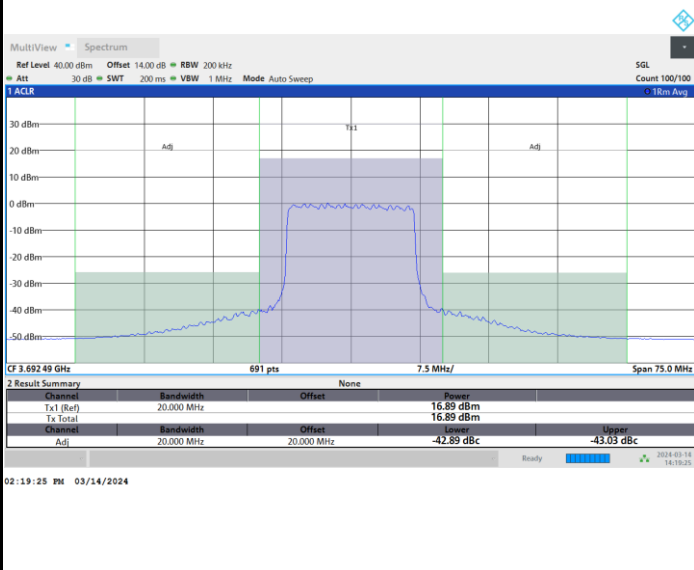 MultiView Spectrum
Ref Level 40.00 dBm Offset 14.00 dB RBW 200 kHz SGL
Att 30 dB SWT 200 ms VBW 1 MHz Mode Auto Sweep Count 100/100
1 ACLR 1Rm Avg
30 dBm
Tx1
20 dBm
Adj Adj
10 dBm
0 dBm
-10 dBm
-20 dBm
-30 dBm
-40 dBm
-50 dBm
CF 3.692 49 GHz 691 pts 7.5 MHz/ Span 75.0 MHz
2 Result Summary None
Channel Bandwidth Offset Power
Tx1 (Ref) 20.000 MHz 16.89 dBm
Tx Total 16.89 dBm
Channel Bandwidth Offset Lower Upper
Adj 20.000 MHz 20.000 MHz -42.89 dBc -43.03 dBc
Ready 2024-03-14
14:19:25
02:19:25 PM 03/14/2024